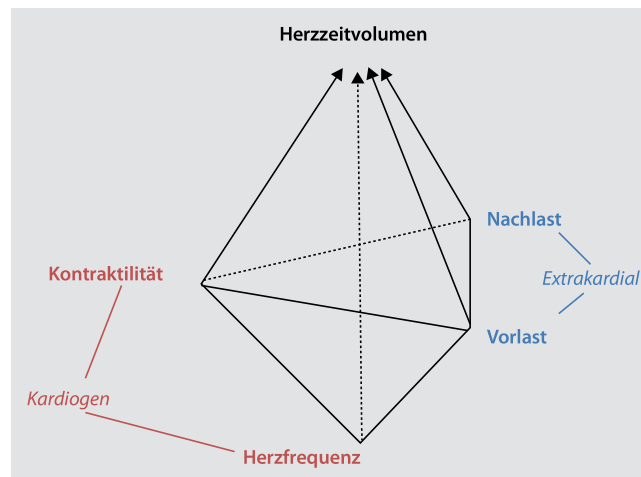 Herzzeitvolumen
Nachlast
Kontraktilität
Extrakardial
Vorlast
Kardiogen
Herzfrequenz